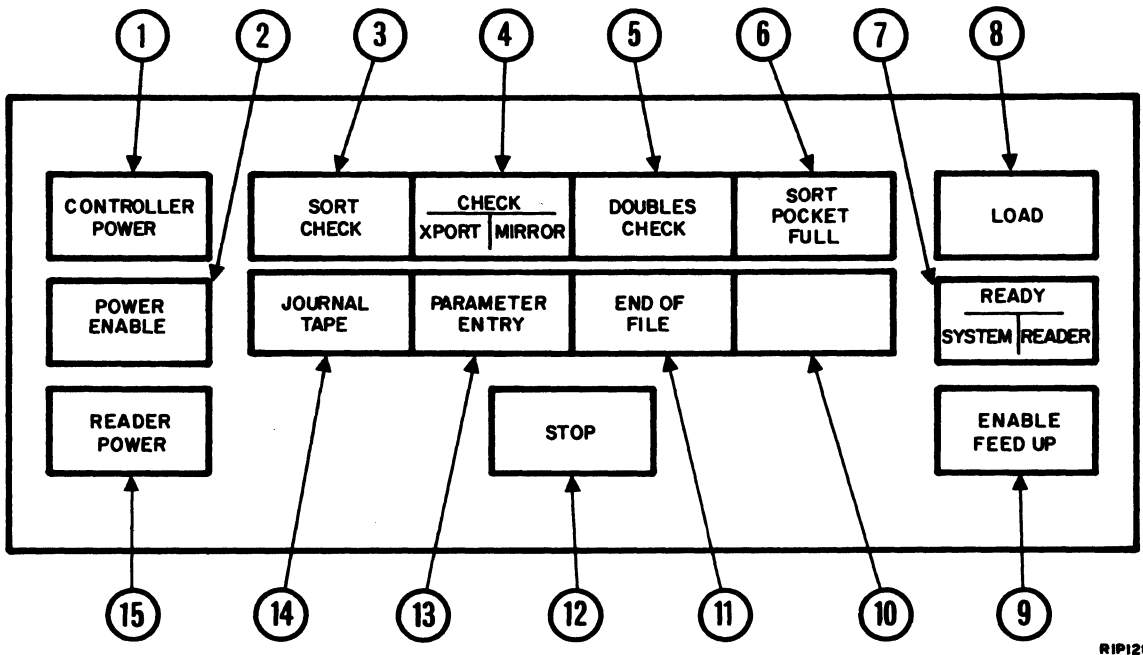 1 2 3 4 5 6 7 8
CONTROLLER
POWER
SORT
CHECK
CHECK
XPORT MIRROR
DOUBLES
CHECK
SORT
POCKET
FULL
LOAD
POWER
ENABLE
JOURNAL
TAPE
PARAMETER
ENTRY
END OF
FILE
READY
SYSTEM READER
READER
POWER
STOP
ENABLE
FEED UP
15 14 13 12 11 10 9